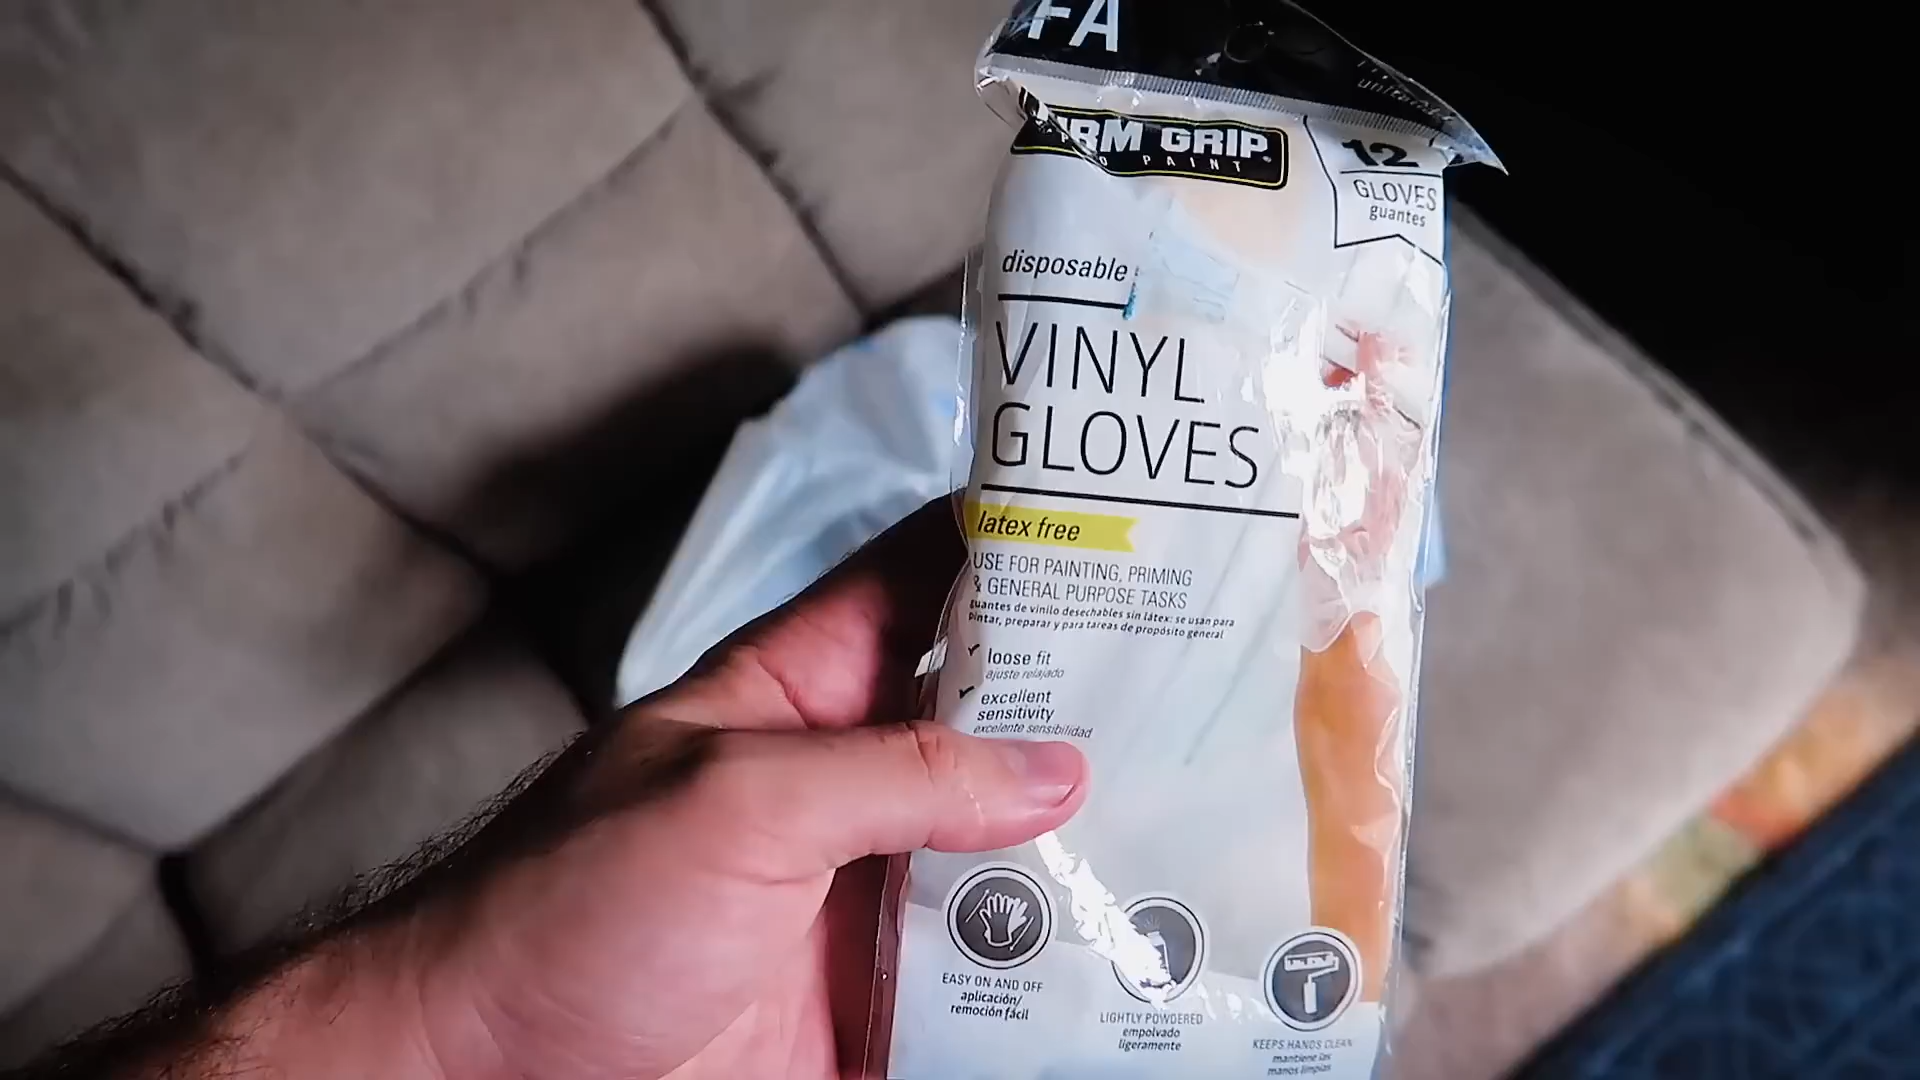 FA
FIRM GRIP
PRO PAINT
12
GLOVES
guantes
disposable
VINYL
GLOVES
latex free
USE FOR PAINTING, PRIMING
& GENERAL PURPOSE TASKS
guantes de vinilo desechables sin látex: se usan para
pintar, preparar y para tareas de propósito general
loose fit
ajuste relajado
excellent
sensitivity
excelente sensibilidad
EASY ON AND OFF
aplicación/
remoción fácil
LIGHTLY POWDERED
empolvado
ligeramente
KEEPS HANDS CLEAN
mantiene las
manos limpias